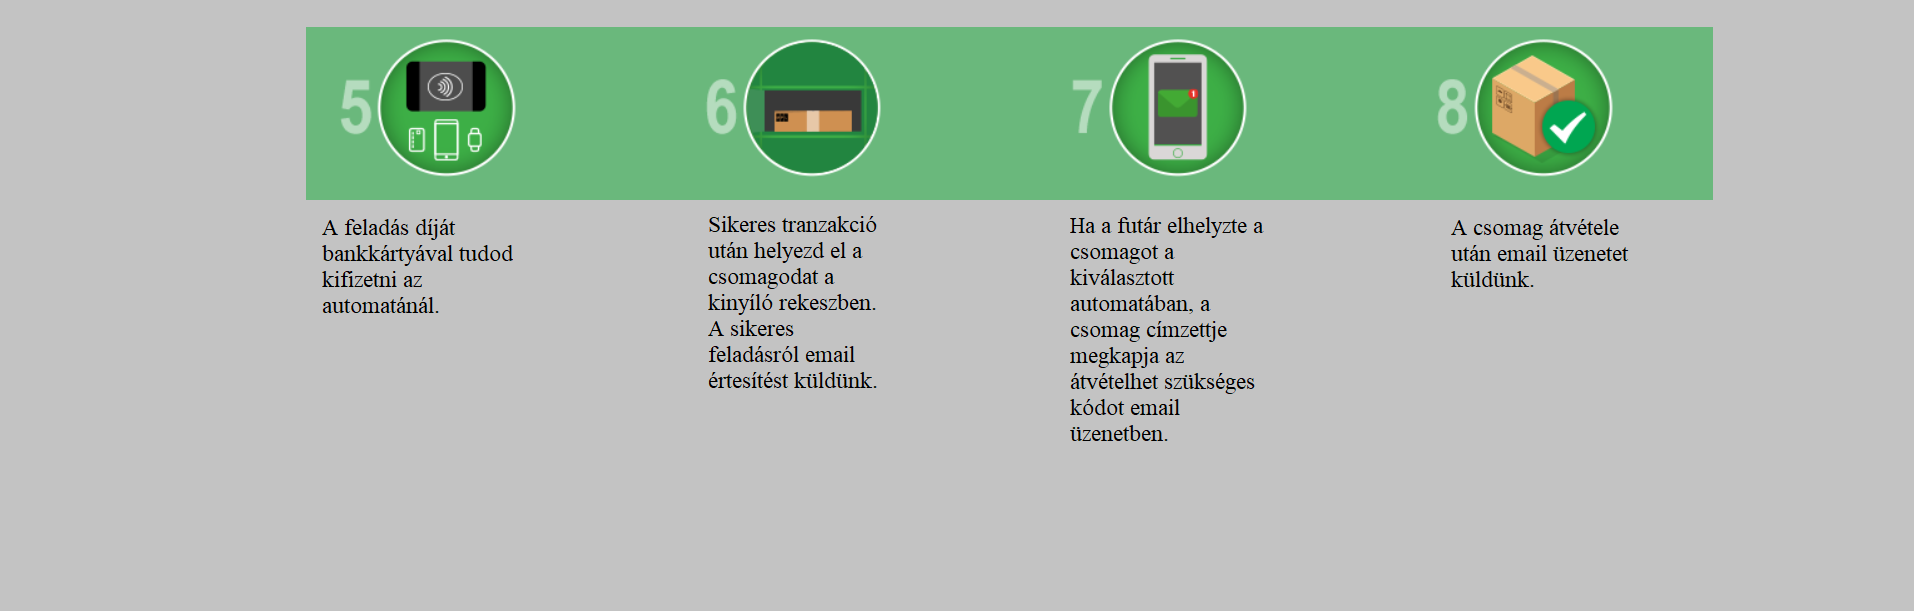 5
A feladás díját
bankkártyával tudod
kifizetni az
automatánál.
6
Sikeres tranzakció
után helyezd el a
csomagodat a
kinyíló rekeszben.
A sikeres
feladásról email
értesítést küldünk.
7
1
Ha a futár elhelyzte a
csomagot a
kiválasztott
automatában, a
csomag címzettje
megkapja az
átvételhet szükséges
kódot email
üzenetben.
8
A csomag átvétele
után email üzenetet
küldünk.